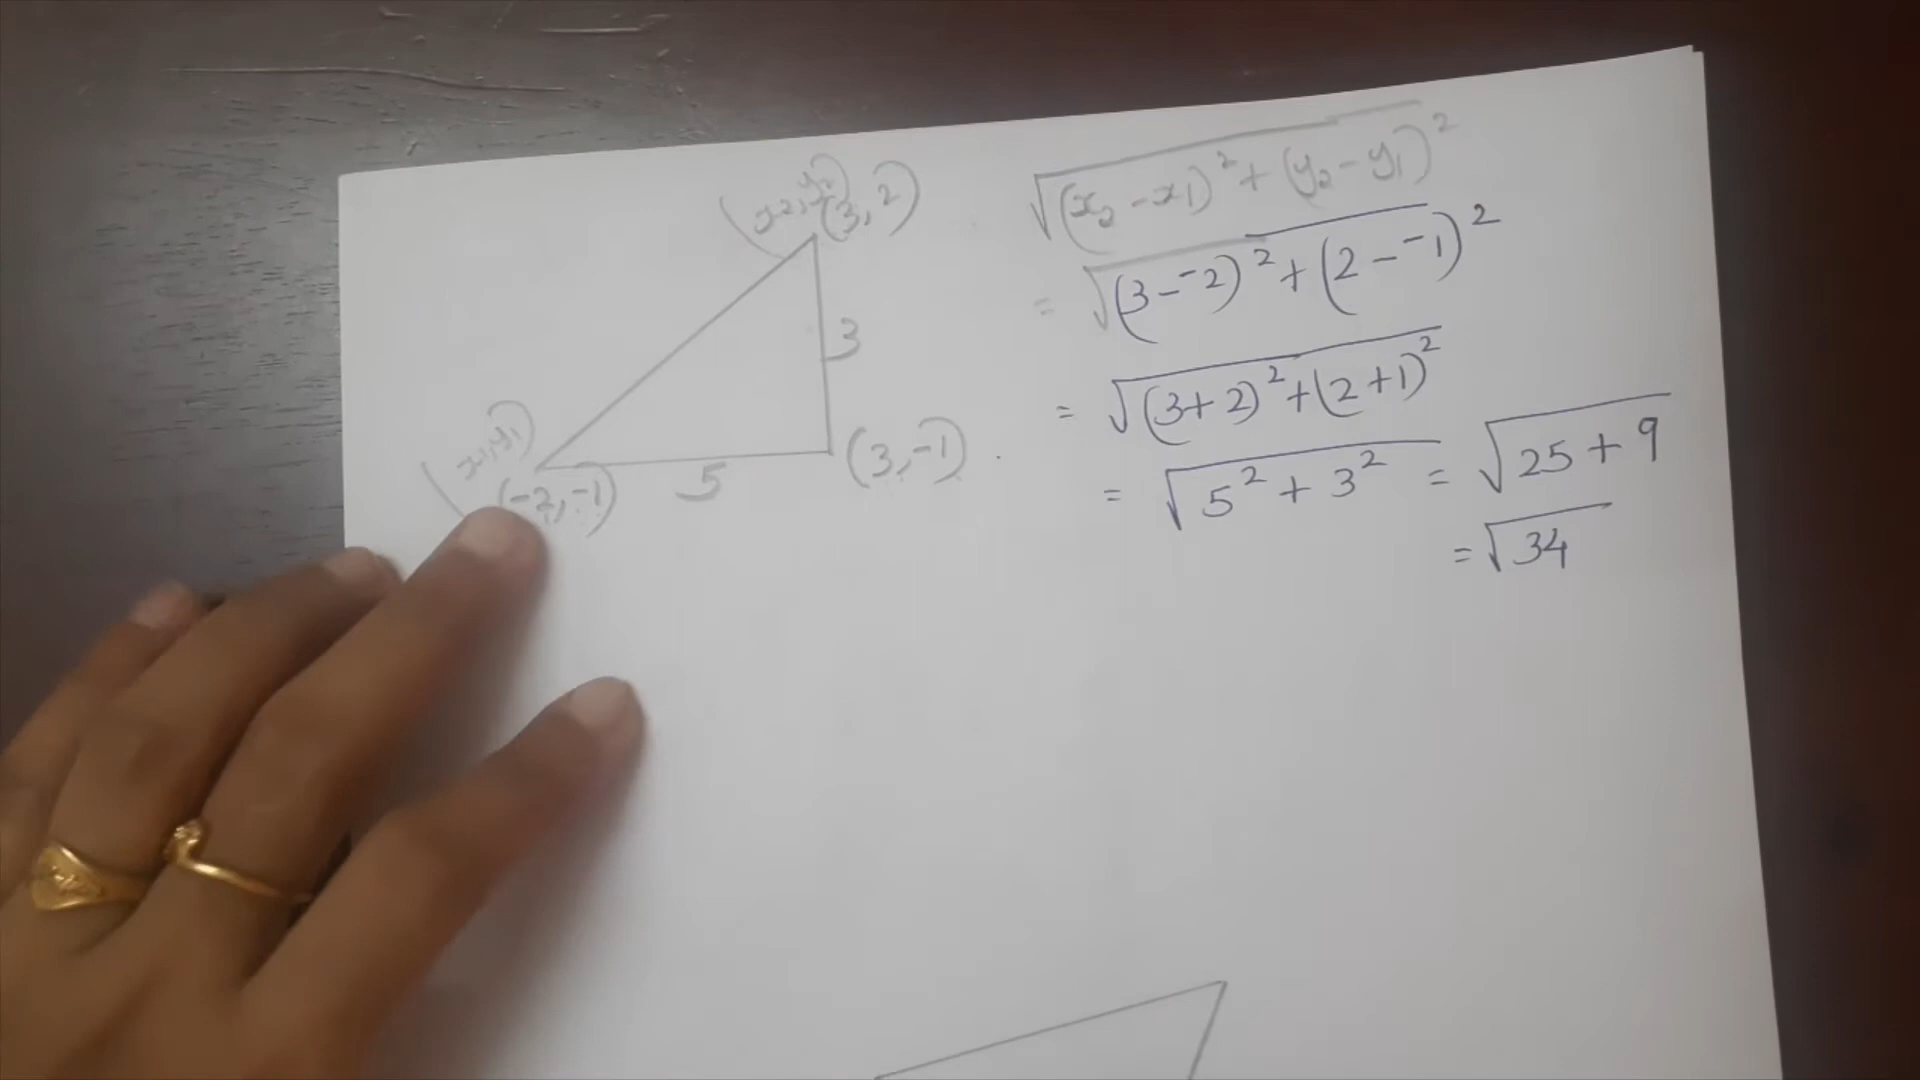 (x2, y2)
(3, 2)
3
(x1, y1)
(-2, -1)
5
(3, -1)
√(x₂ - x₁)² + (y₂ - y₁)²
= √(3 - ⁻2)² + (2 - ⁻1)²
= √(3+2)² + (2+1)²
= √5² + 3² = √25 + 9
= √34